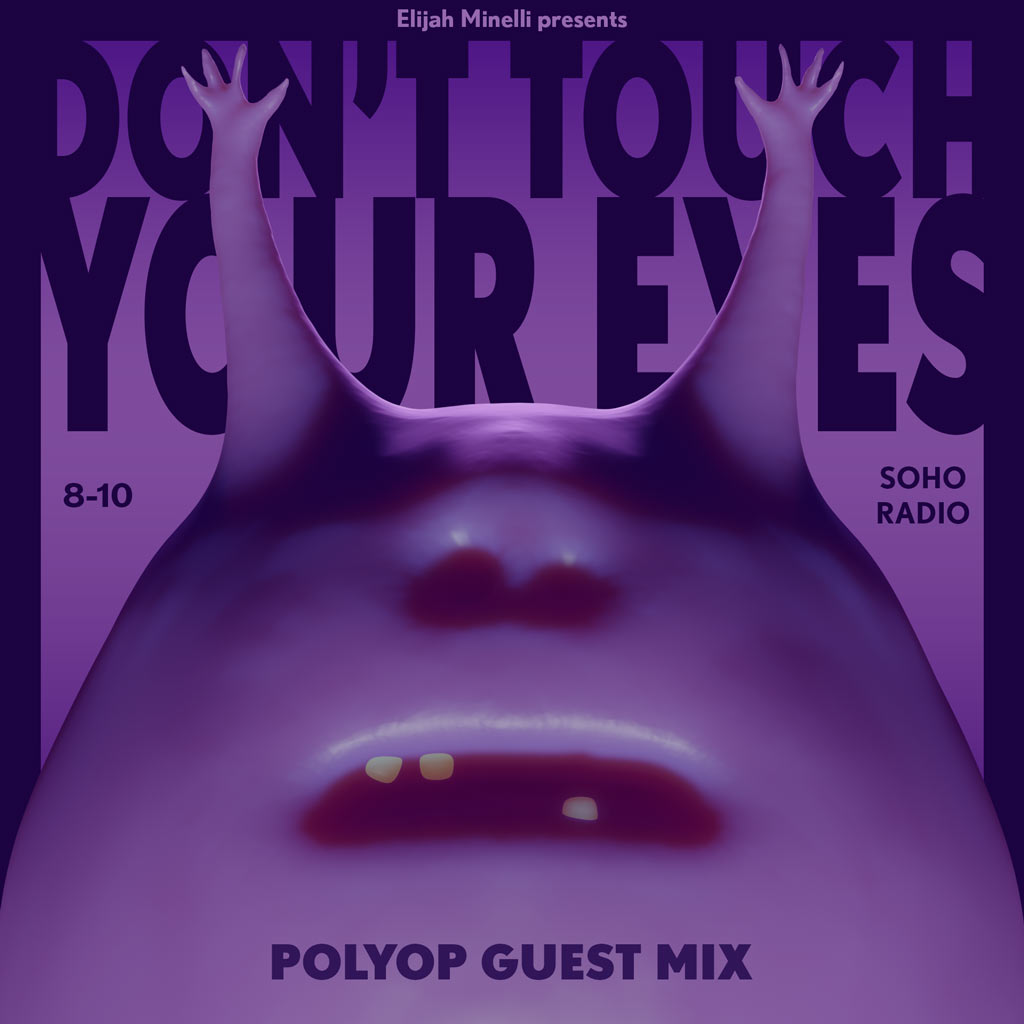 Elijah Minelli presents
DON'T TOUCH
YOUR EYES
8-10
SOHO
RADIO
POLYOP GUEST MIX